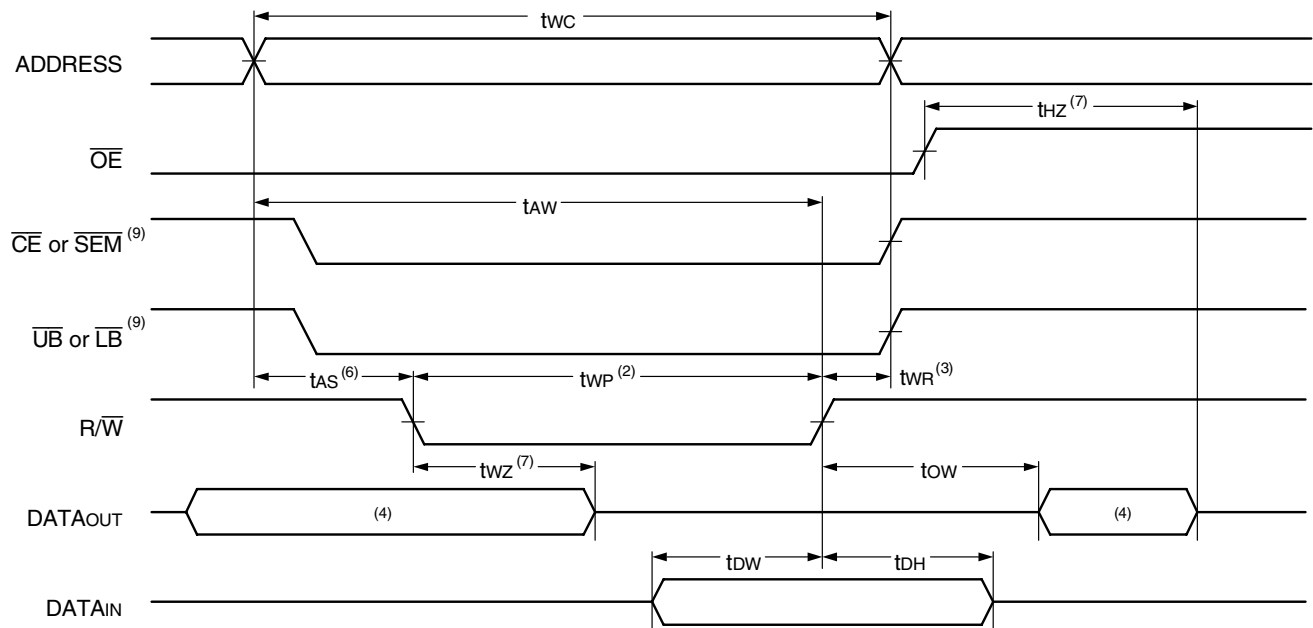 tWC
ADDRESS
tHZ (7)
OE
tAW
CE or SEM (9)
UB or LB (9)
tAS (6)
tWP (2)
tWR (3)
R/W
tWZ (7)
tOW
DATAOUT
(4)
(4)
tDW
tDH
DATAIN